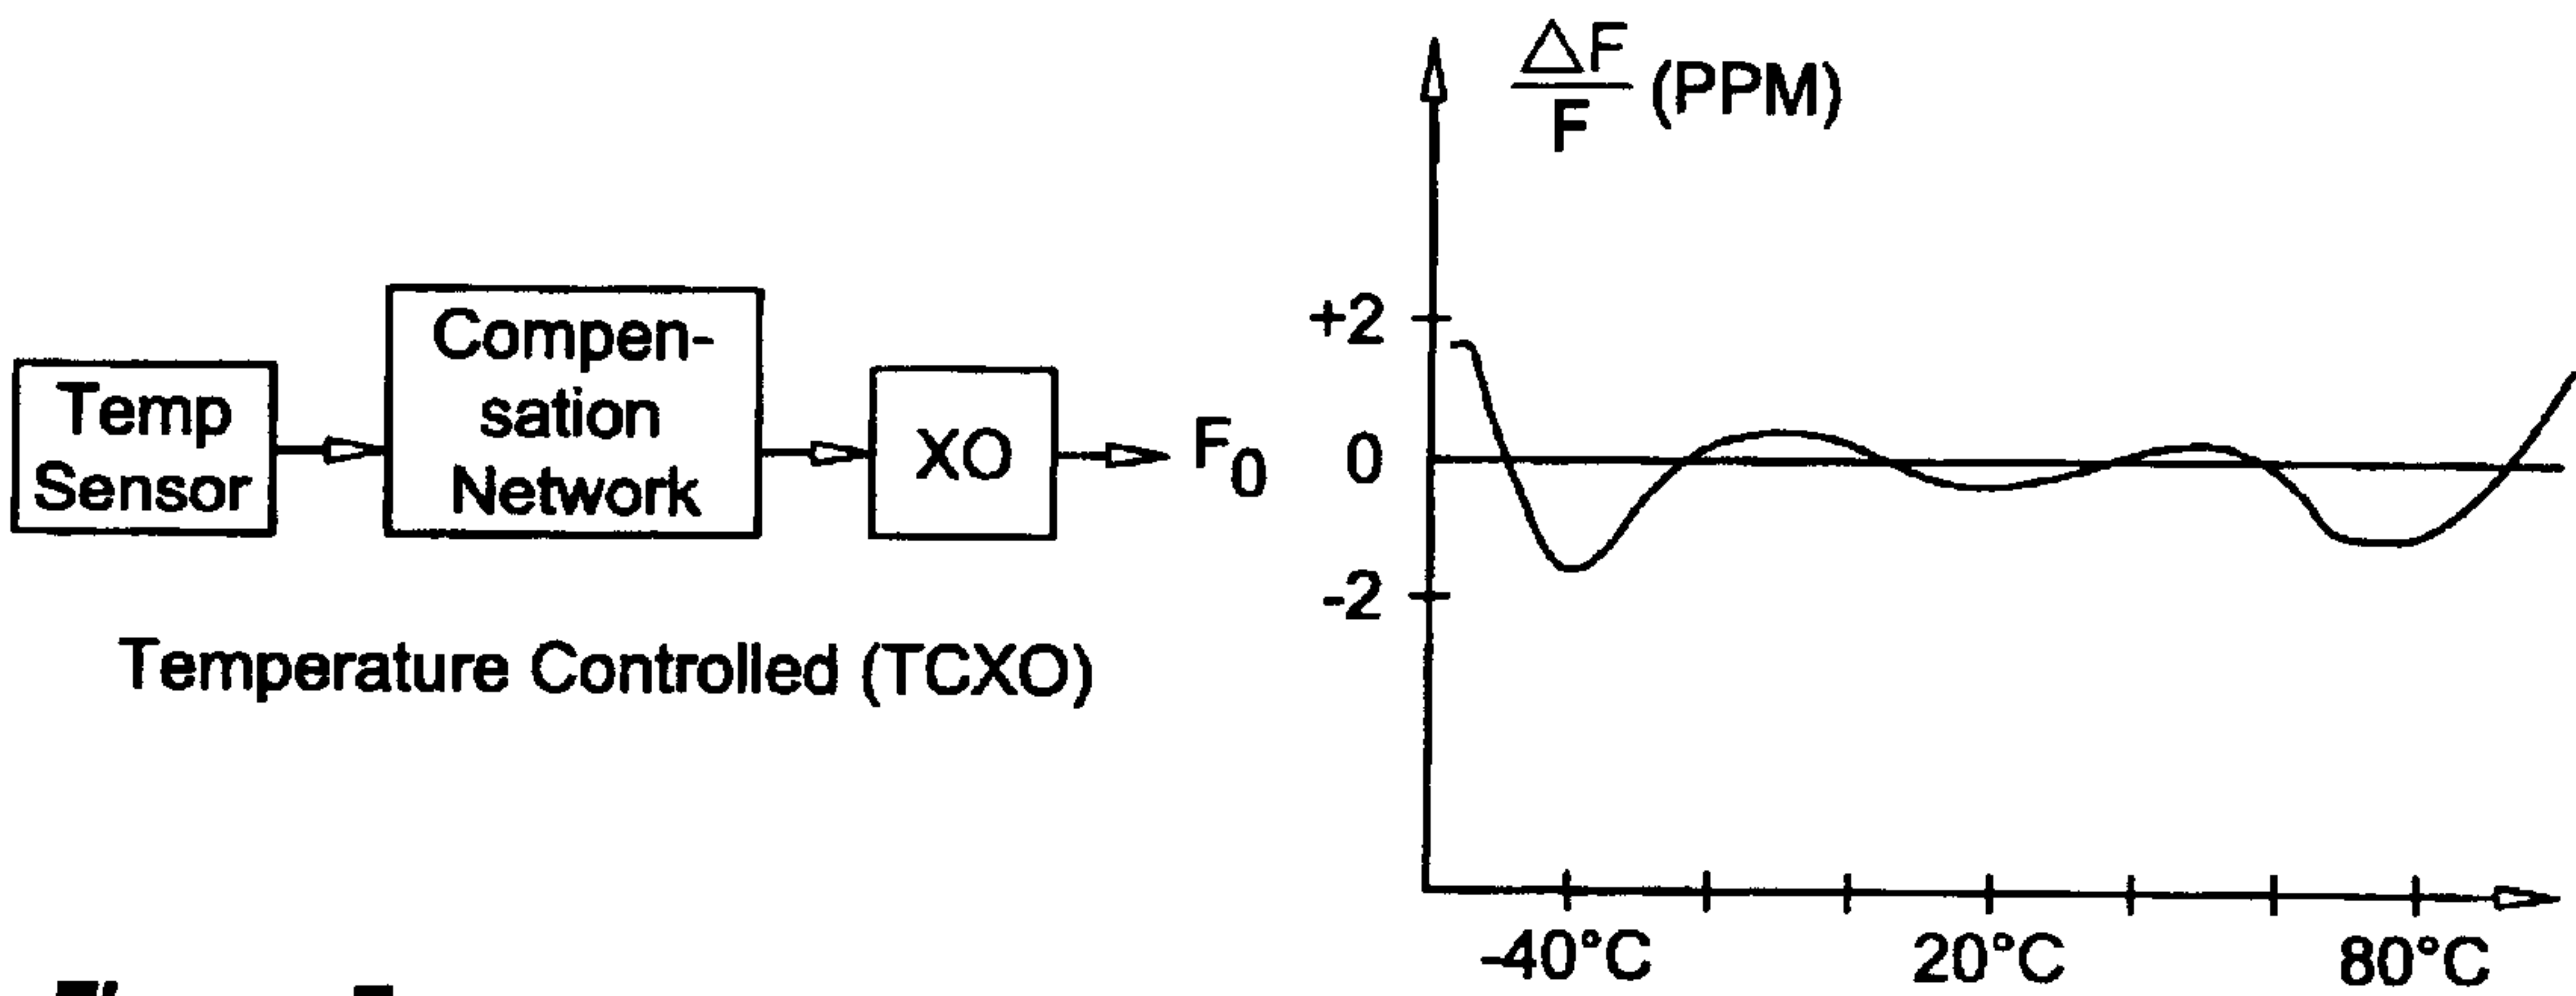 Temp
Sensor
Compen-
sation
Network
XO
F0
Temperature Controlled (TCXO)
ΔF
F
(PPM)
+2
0
-2
-40°C
20°C
80°C